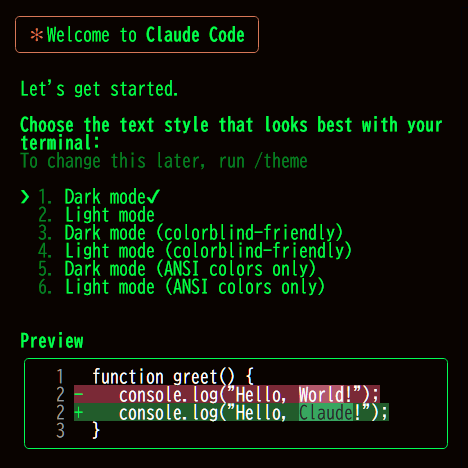 ✻Welcome to Claude Code
Let's get started.
Choose the text style that looks best with your
terminal:
To change this later, run /theme
❯ 1. Dark mode✔
2. Light mode
3. Dark mode (colorblind-friendly)
4. Light mode (colorblind-friendly)
5. Dark mode (ANSI colors only)
6. Light mode (ANSI colors only)
Preview
1 function greet() {
2 - console.log("Hello, World!");
2 + console.log("Hello, Claude!");
3 }